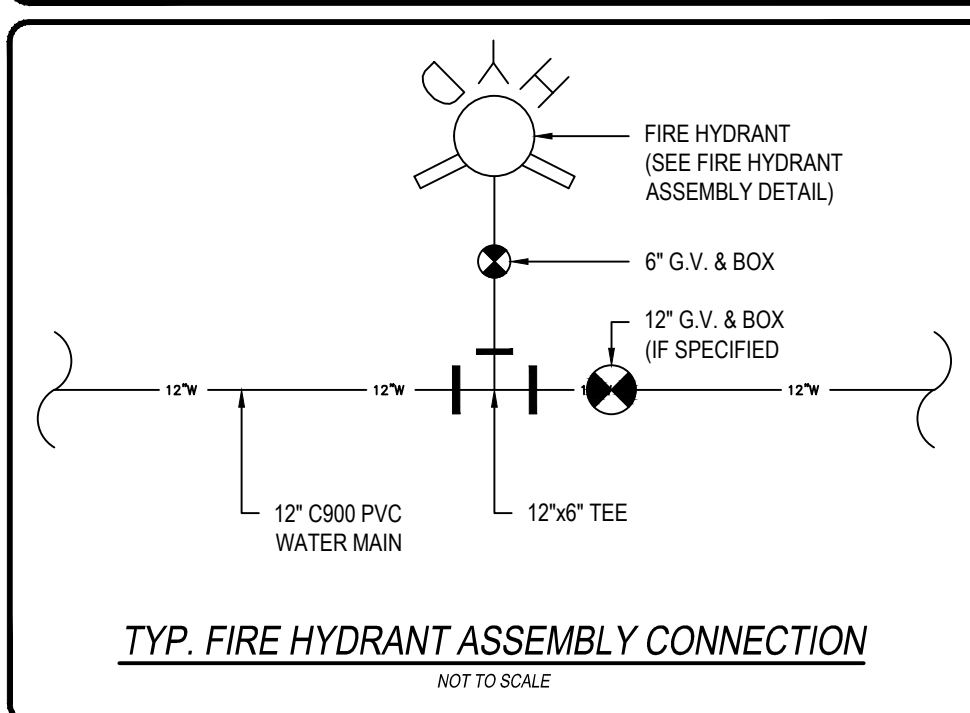 D Y H
FIRE HYDRANT
(SEE FIRE HYDRANT
ASSEMBLY DETAIL)
6" G.V. & BOX
12" G.V. & BOX
(IF SPECIFIED
12"W 12"W 12"W
12" C900 PVC
WATER MAIN
12"x6" TEE
TYP. FIRE HYDRANT ASSEMBLY CONNECTION
NOT TO SCALE